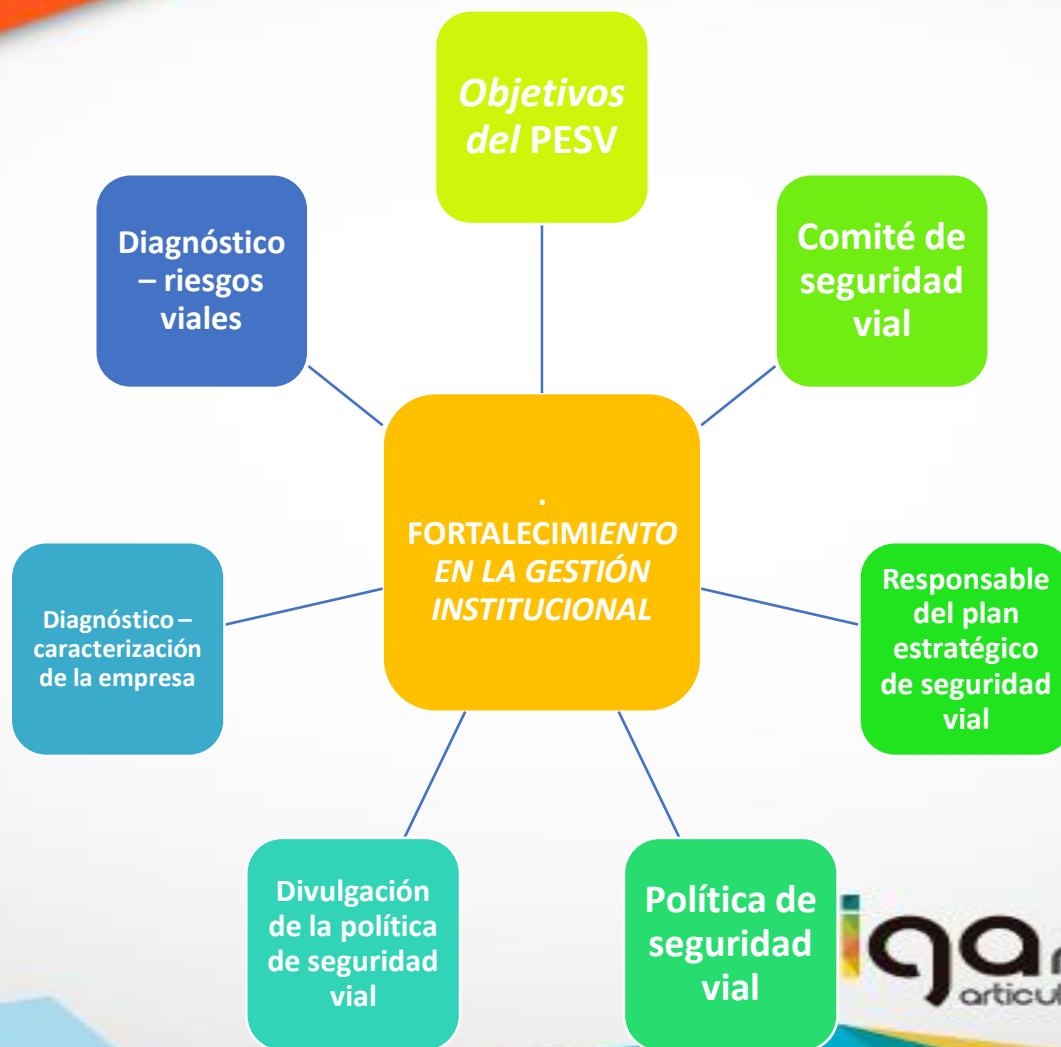 Objetivos
del PESV
Comité de
seguridad
vial
Responsable
del plan
estratégico
de seguridad
vial
Política de
seguridad
vial
Divulgación
de la política
de seguridad
vial
Diagnóstico –
caracterización
de la empresa
Diagnóstico
– riesgos
viales
.
FORTALECIMIENTO
EN LA GESTIÓN
INSTITUCIONAL